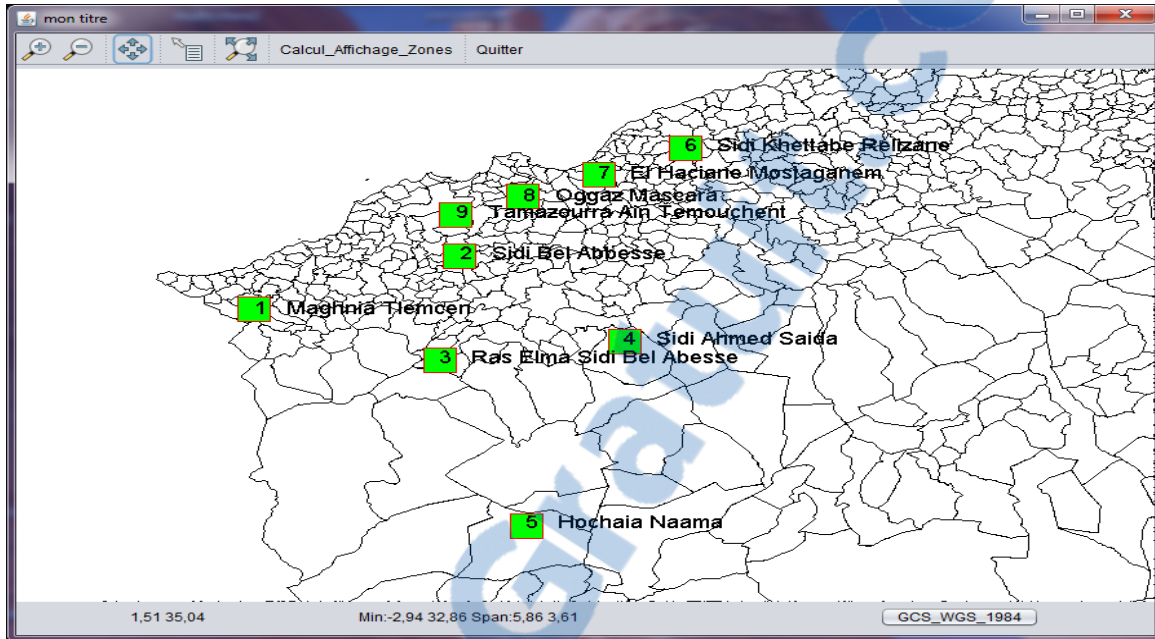 mon titre
Calcul_Affichage_Zones Quitter
6 Sidi Khettabe Relizane
7 El Haciane Mostaganem
8 Oggaz Mascara
9 Tamazourra Ain Temouchent
2 Sidi Bel Abbesse
1 Maghnia Tlemcen
4 Sidi Ahmed Saida
3 Ras Elma Sidi Bel Abesse
5 Hochaia Naama
1,51 35,04 Min:-2,94 32,86 Span:5,86 3,61 GCS_WGS_1984
Gratuit.c